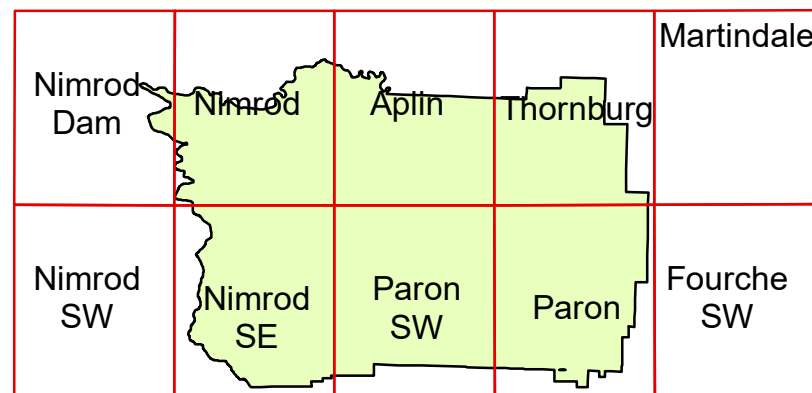 Martindale
Nimrod
Dam
Nimrod
Aplin
Thornburg
Nimrod
SW
Nimrod
SE
Paron
SW
Paron
Fourche
SW